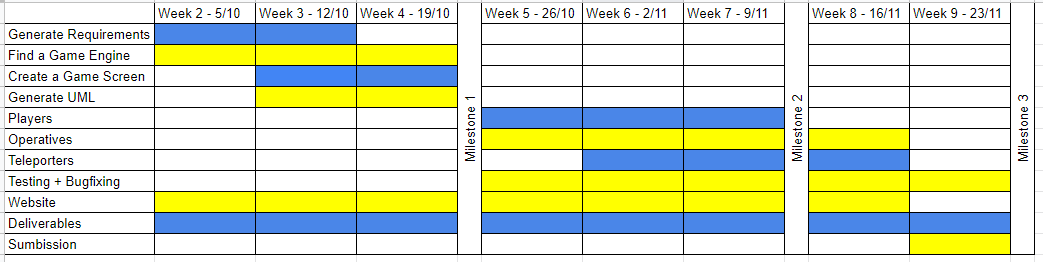 Week 2 - 5/10 Week 3 - 12/10 Week 4 - 19/10 Week 5 - 26/10 Week 6 - 2/11 Week 7 - 9/11 Week 8 - 16/11 Week 9 - 23/11
Generate Requirements
Find a Game Engine
Create a Game Screen
Generate UML
Players
Operatives
Teleporters
Testing + Bugfixing
Website
Deliverables
Sumbission
Milestone 1
Milestone 2
Milestone 3